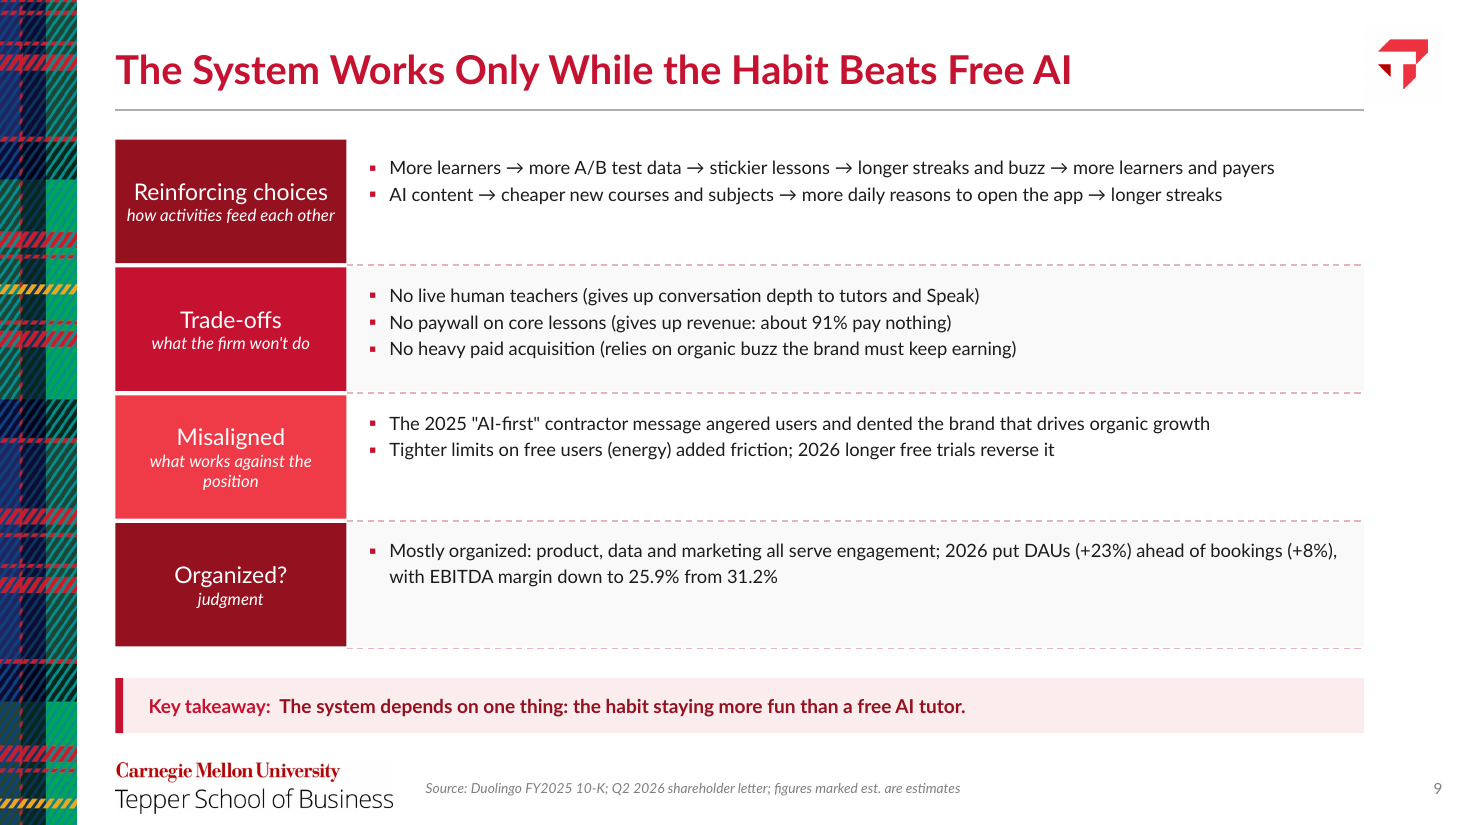 The System Works Only While the Habit Beats Free AI
Reinforcing choices
how activities feed each other
▪ More learners → more A/B test data → stickier lessons → longer streaks and buzz → more learners and payers
▪ AI content → cheaper new courses and subjects → more daily reasons to open the app → longer streaks
Trade-offs
what the firm won't do
▪ No live human teachers (gives up conversation depth to tutors and Speak)
▪ No paywall on core lessons (gives up revenue: about 91% pay nothing)
▪ No heavy paid acquisition (relies on organic buzz the brand must keep earning)
Misaligned
what works against the
position
▪ The 2025 "AI-first" contractor message angered users and dented the brand that drives organic growth
▪ Tighter limits on free users (energy) added friction; 2026 longer free trials reverse it
Organized?
judgment
▪ Mostly organized: product, data and marketing all serve engagement; 2026 put DAUs (+23%) ahead of bookings (+8%),
with EBITDA margin down to 25.9% from 31.2%
Key takeaway: The system depends on one thing: the habit staying more fun than a free AI tutor.
Carnegie Mellon University
Tepper School of Business
Source: Duolingo FY2025 10-K; Q2 2026 shareholder letter; figures marked est. are estimates
9